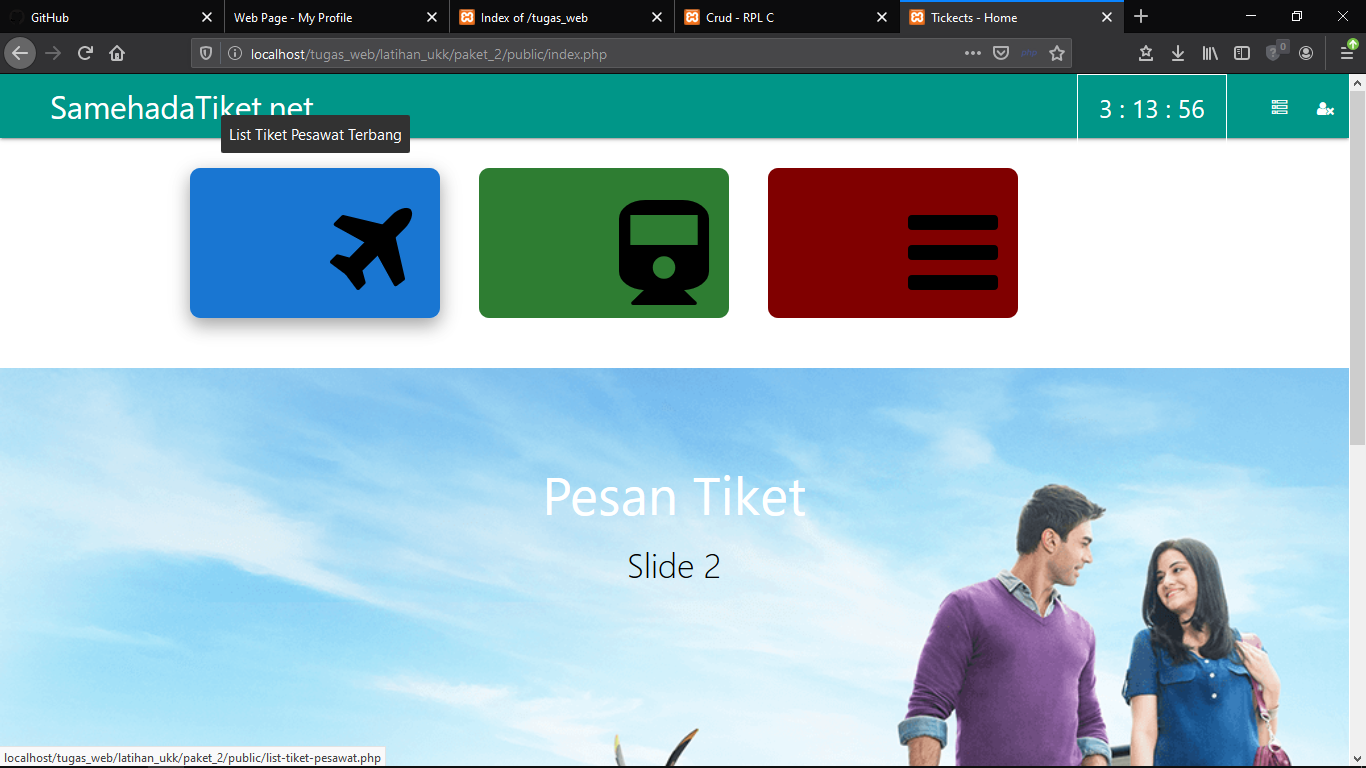 GitHub
Web Page - My Profile
Index of /tugas_web
Crud - RPL C
Tickects - Home
localhost/tugas_web/latihan_ukk/paket_2/public/index.php
php
0
SamehadaTiket.net
3 : 13 : 56
List Tiket Pesawat Terbang
Pesan Tiket
Slide 2
localhost/tugas_web/latihan_ukk/paket_2/public/list-tiket-pesawat.php